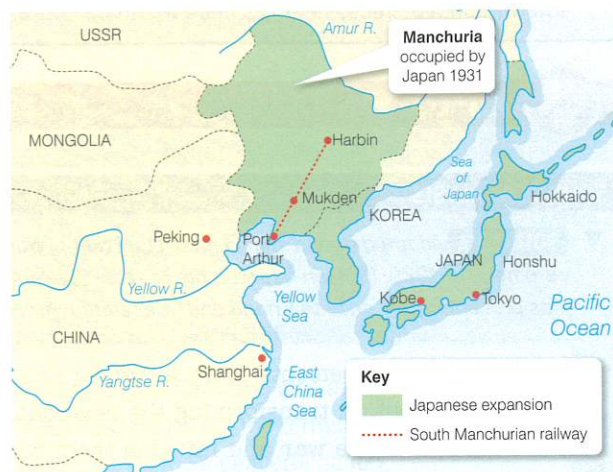 USSR
Amur R.
Manchuria
occupied by
Japan 1931
MONGOLIA
Harbin
Sea
of
Japan
Mukden
Hokkaido
KOREA
Peking
Port
Arthur
JAPAN
Honshu
Yellow R.
Yellow
Sea
Kobe
Tokyo
Pacific
Ocean
CHINA
Shanghai
East
China
Sea
Yangtse R.
Key
Japanese expansion
South Manchurian railway